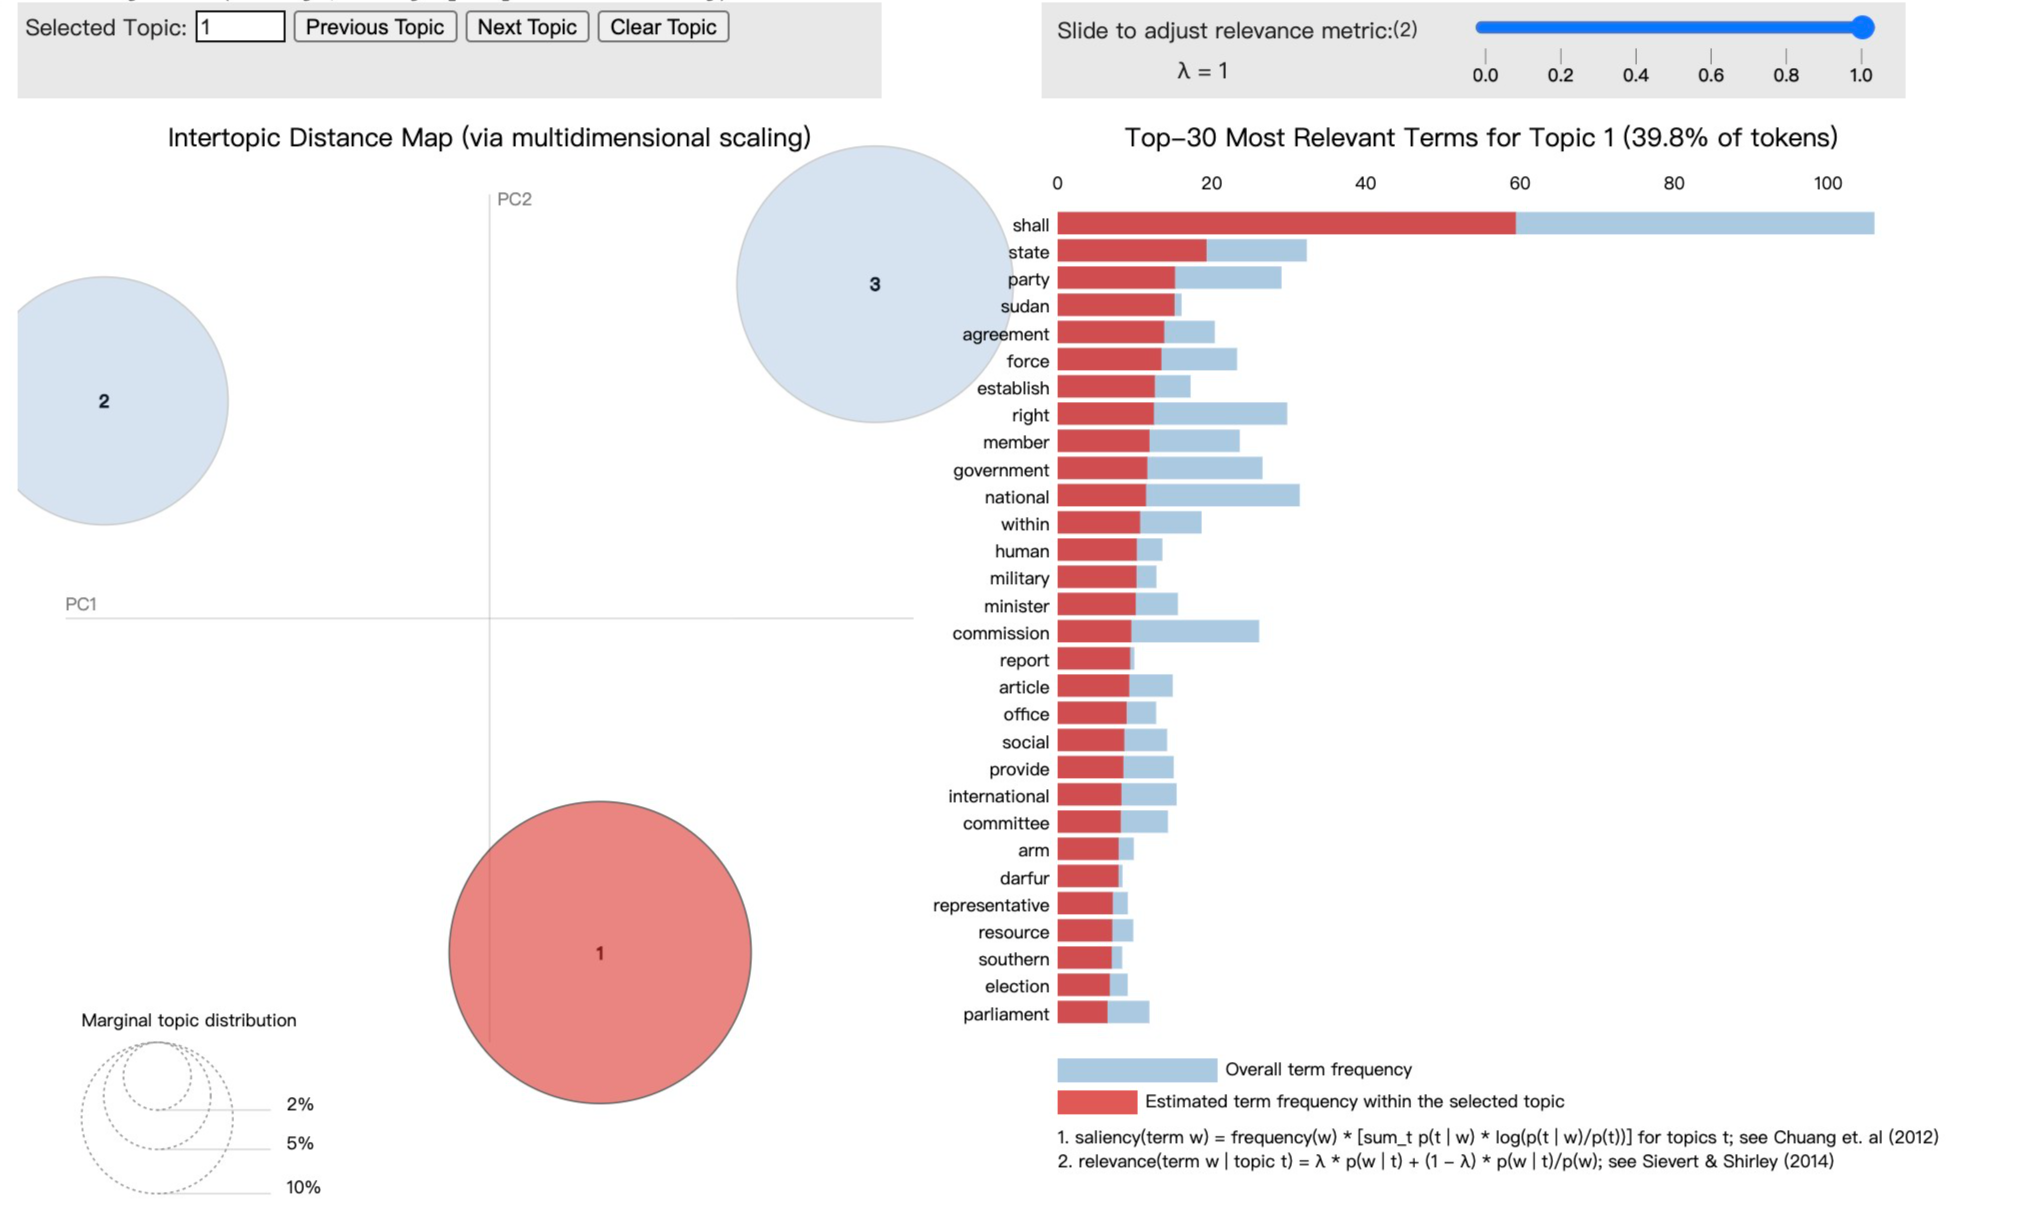 Selected Topic: 1 Previous Topic Next Topic Clear Topic
Slide to adjust relevance metric:(2)
λ = 1
0.0 0.2 0.4 0.6 0.8 1.0
Intertopic Distance Map (via multidimensional scaling)
PC2
3
2
PC1
1
Marginal topic distribution
2%
5%
10%
Top-30 Most Relevant Terms for Topic 1 (39.8% of tokens)
0 20 40 60 80 100
shall
state
party
sudan
agreement
force
establish
right
member
government
national
within
human
military
minister
commission
report
article
office
social
provide
international
committee
arm
darfur
representative
resource
southern
election
parliament
Overall term frequency
Estimated term frequency within the selected topic
1. saliency(term w) = frequency(w) * [sum_t p(t | w) * log(p(t | w)/p(t))] for topics t; see Chuang et. al (2012)
2. relevance(term w | topic t) = λ * p(w | t) + (1 - λ) * p(w | t)/p(w); see Sievert & Shirley (2014)